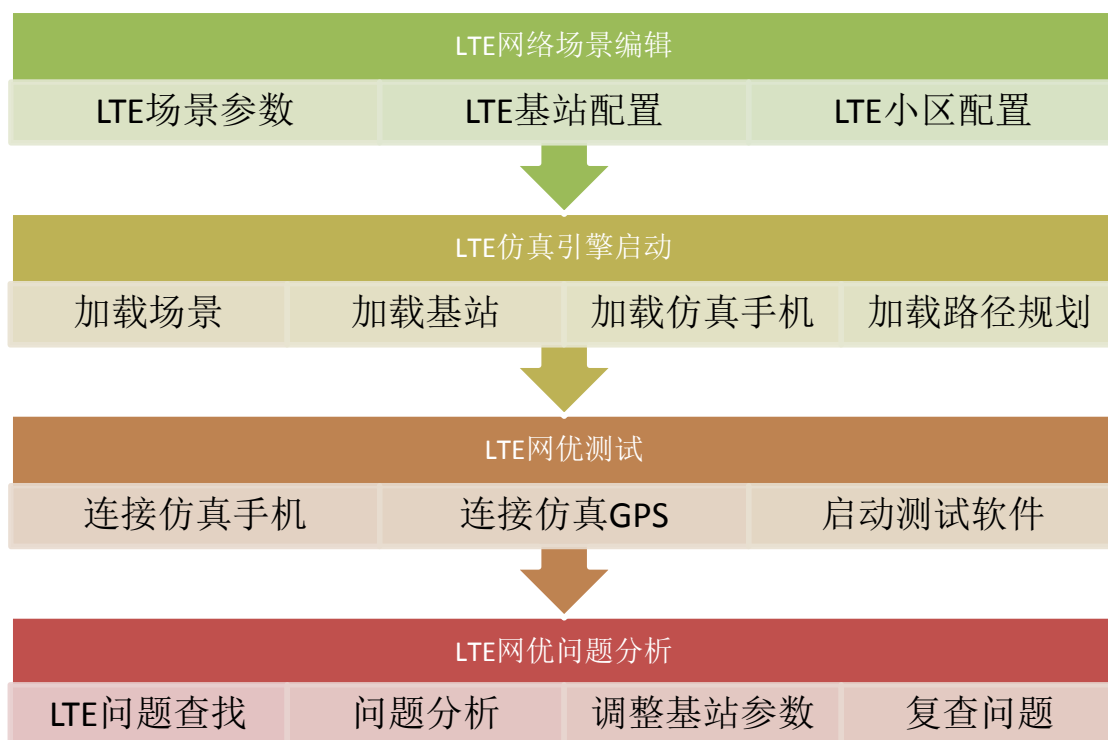 LTE网络场景编辑
LTE场景参数 LTE基站配置 LTE小区配置
LTE仿真引擎启动
加载场景 加载基站 加载仿真手机 加载路径规划
LTE网优测试
连接仿真手机 连接仿真GPS 启动测试软件
LTE网优问题分析
LTE问题查找 问题分析 调整基站参数 复查问题